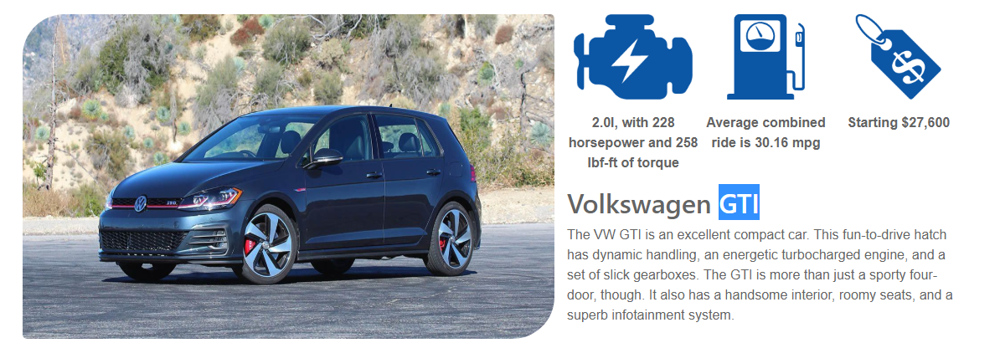 2.0l, with 228
horsepower and 258
lbf-ft of torque
Average combined
ride is 30.16 mpg
Starting $27,600
Volkswagen GTI
The VW GTI is an excellent compact car. This fun-to-drive hatch
has dynamic handling, an energetic turbocharged engine, and a
set of slick gearboxes. The GTI is more than just a sporty four-
door, though. It also has a handsome interior, roomy seats, and a
superb infotainment system.